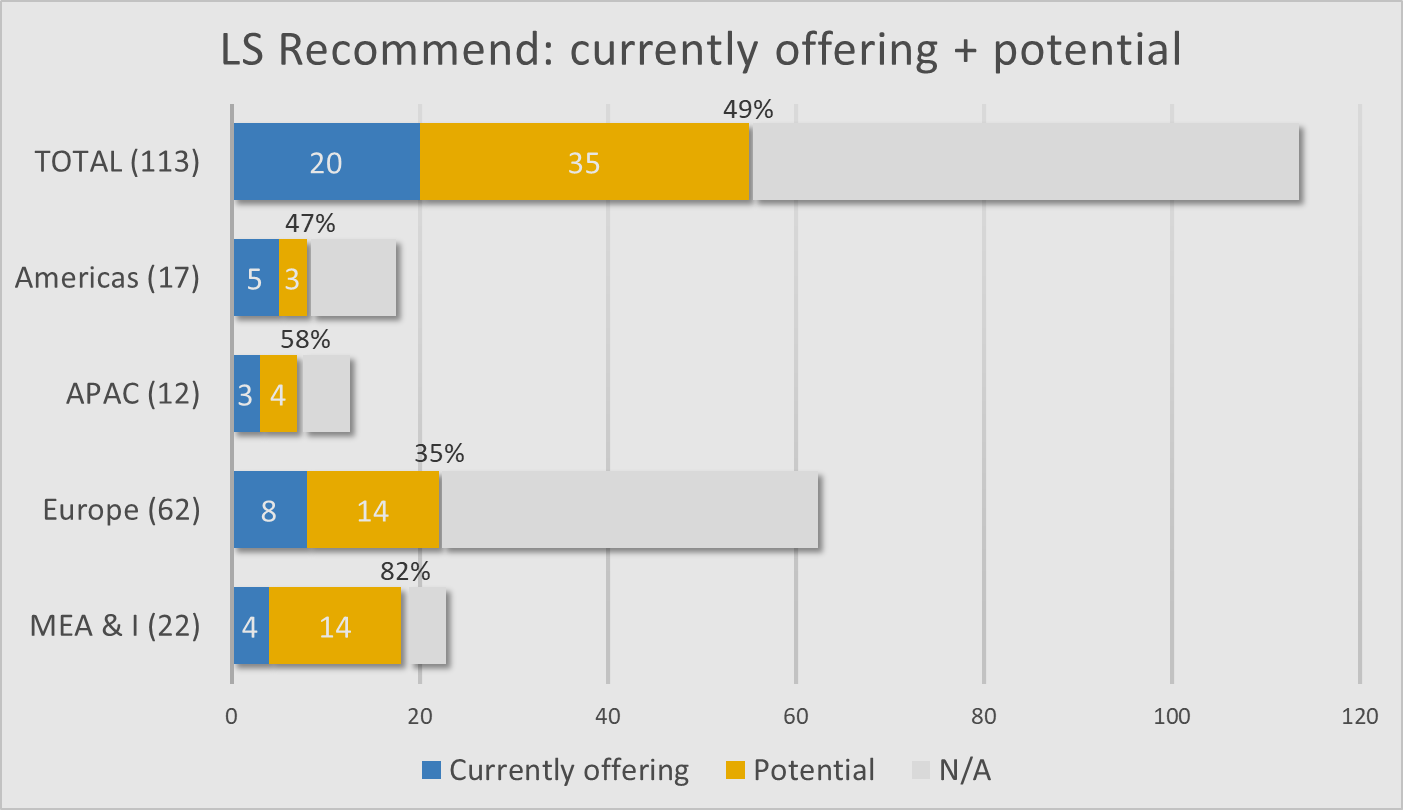 LS Recommend: currently offering + potential
49%
TOTAL (113) 20 35
47%
Americas (17) 5 3
58%
APAC (12) 3 4
35%
Europe (62) 8 14
82%
MEA & I (22) 4 14
0 20 40 60 80 100 120
Currently offering Potential N/A